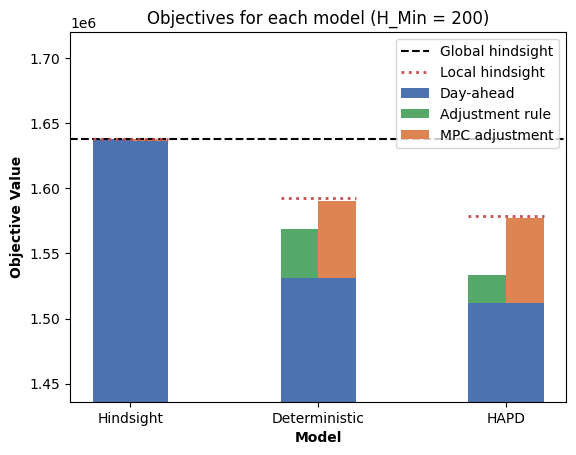 Objectives for each model (H_Min = 200)
1e6
Global hindsight
Local hindsight
Day-ahead
Adjustment rule
MPC adjustment
1.70
1.65
1.60
1.55
1.50
1.45
Objective Value
Hindsight
Deterministic
HAPD
Model